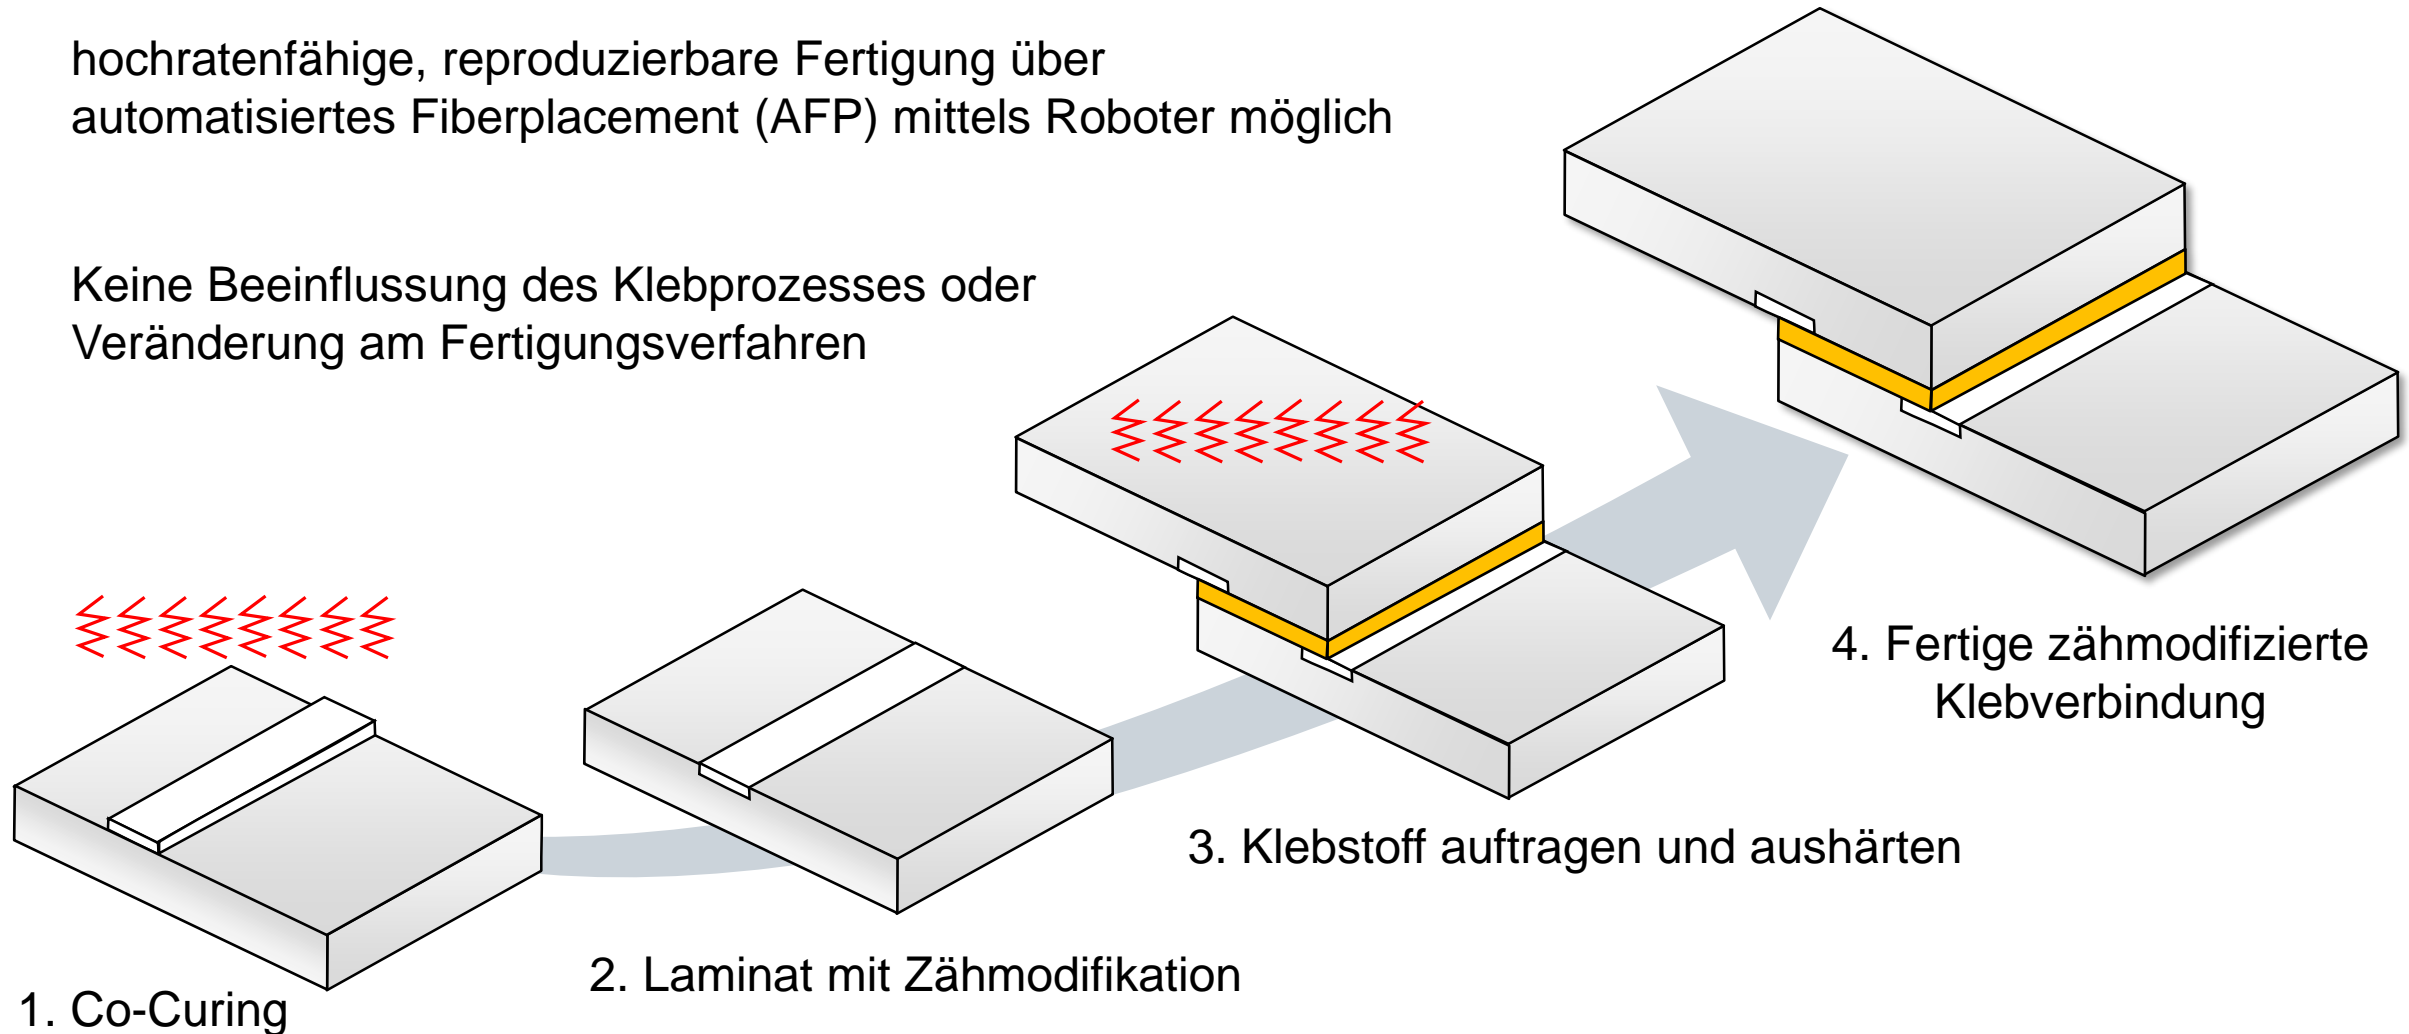 hochratenfähige, reproduzierbare Fertigung über
automatisiertes Fiberplacement (AFP) mittels Roboter möglich
Keine Beeinflussung des Klebprozesses oder
Veränderung am Fertigungsverfahren
1. Co-Curing
2. Laminat mit Zähmodifikation
3. Klebstoff auftragen und aushärten
4. Fertige zähmodifizierte
Klebverbindung